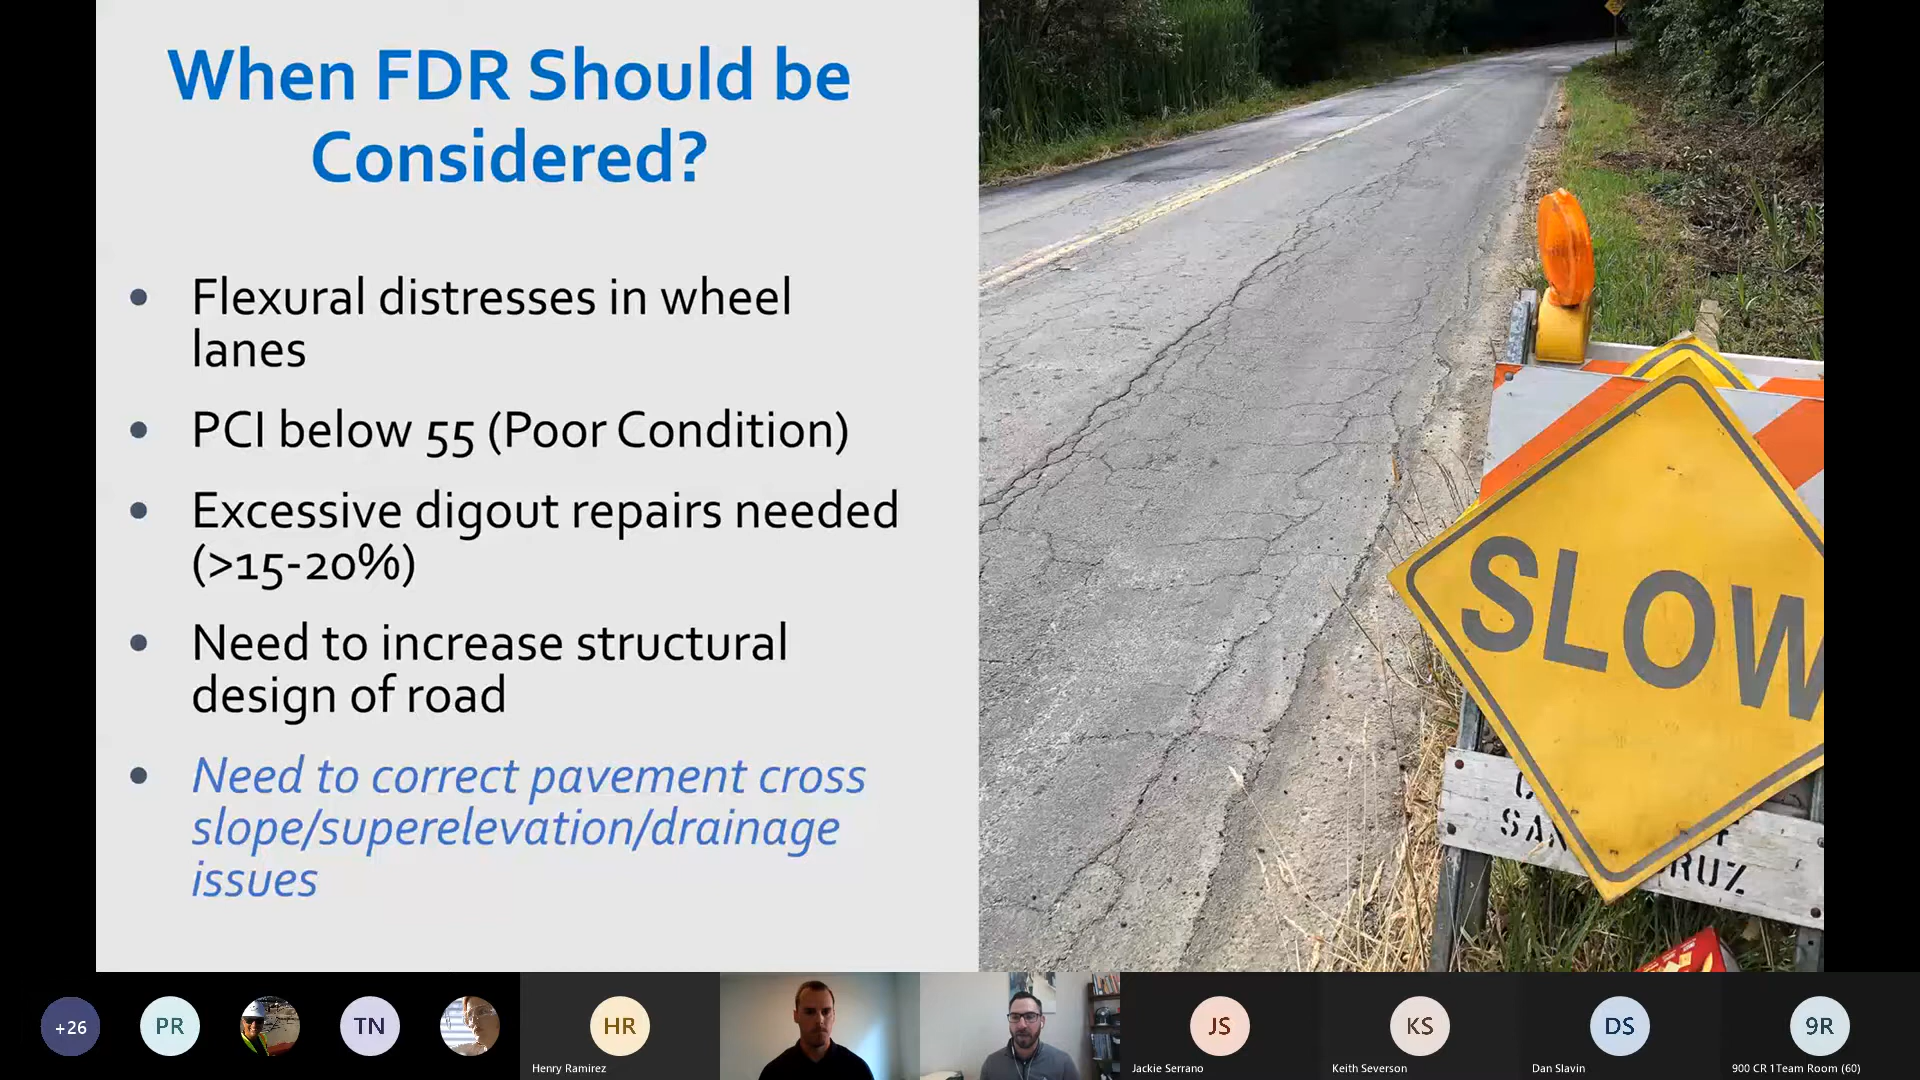 When FDR Should be
Considered?
Flexural distresses in wheel
lanes
PCI below 55 (Poor Condition)
Excessive digout repairs needed
(>15-20%)
Need to increase structural
design of road
Need to correct pavement cross
slope/superelevation/drainage
issues
SLOW
RUZ
+26
PR
TN
HR
JS
KS
DS
9R
Henry Ramirez
Jackie Serrano
Keith Severson
Dan Slavin
900 CR 1Team Room (60)